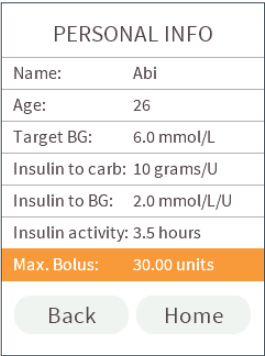 PERSONAL INFO
Name: Abi
Age: 26
Target BG: 6.0 mmol/L
Insulin to carb: 10 grams/U
Insulin to BG: 2.0 mmol/L/U
Insulin activity: 3.5 hours
Max. Bolus: 30.00 units
Back Home